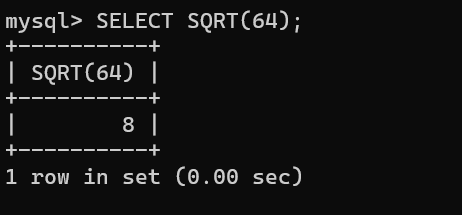 mysql> SELECT SQRT(64);
+----------+
| SQRT(64) |
+----------+
|        8 |
+----------+
1 row in set (0.00 sec)